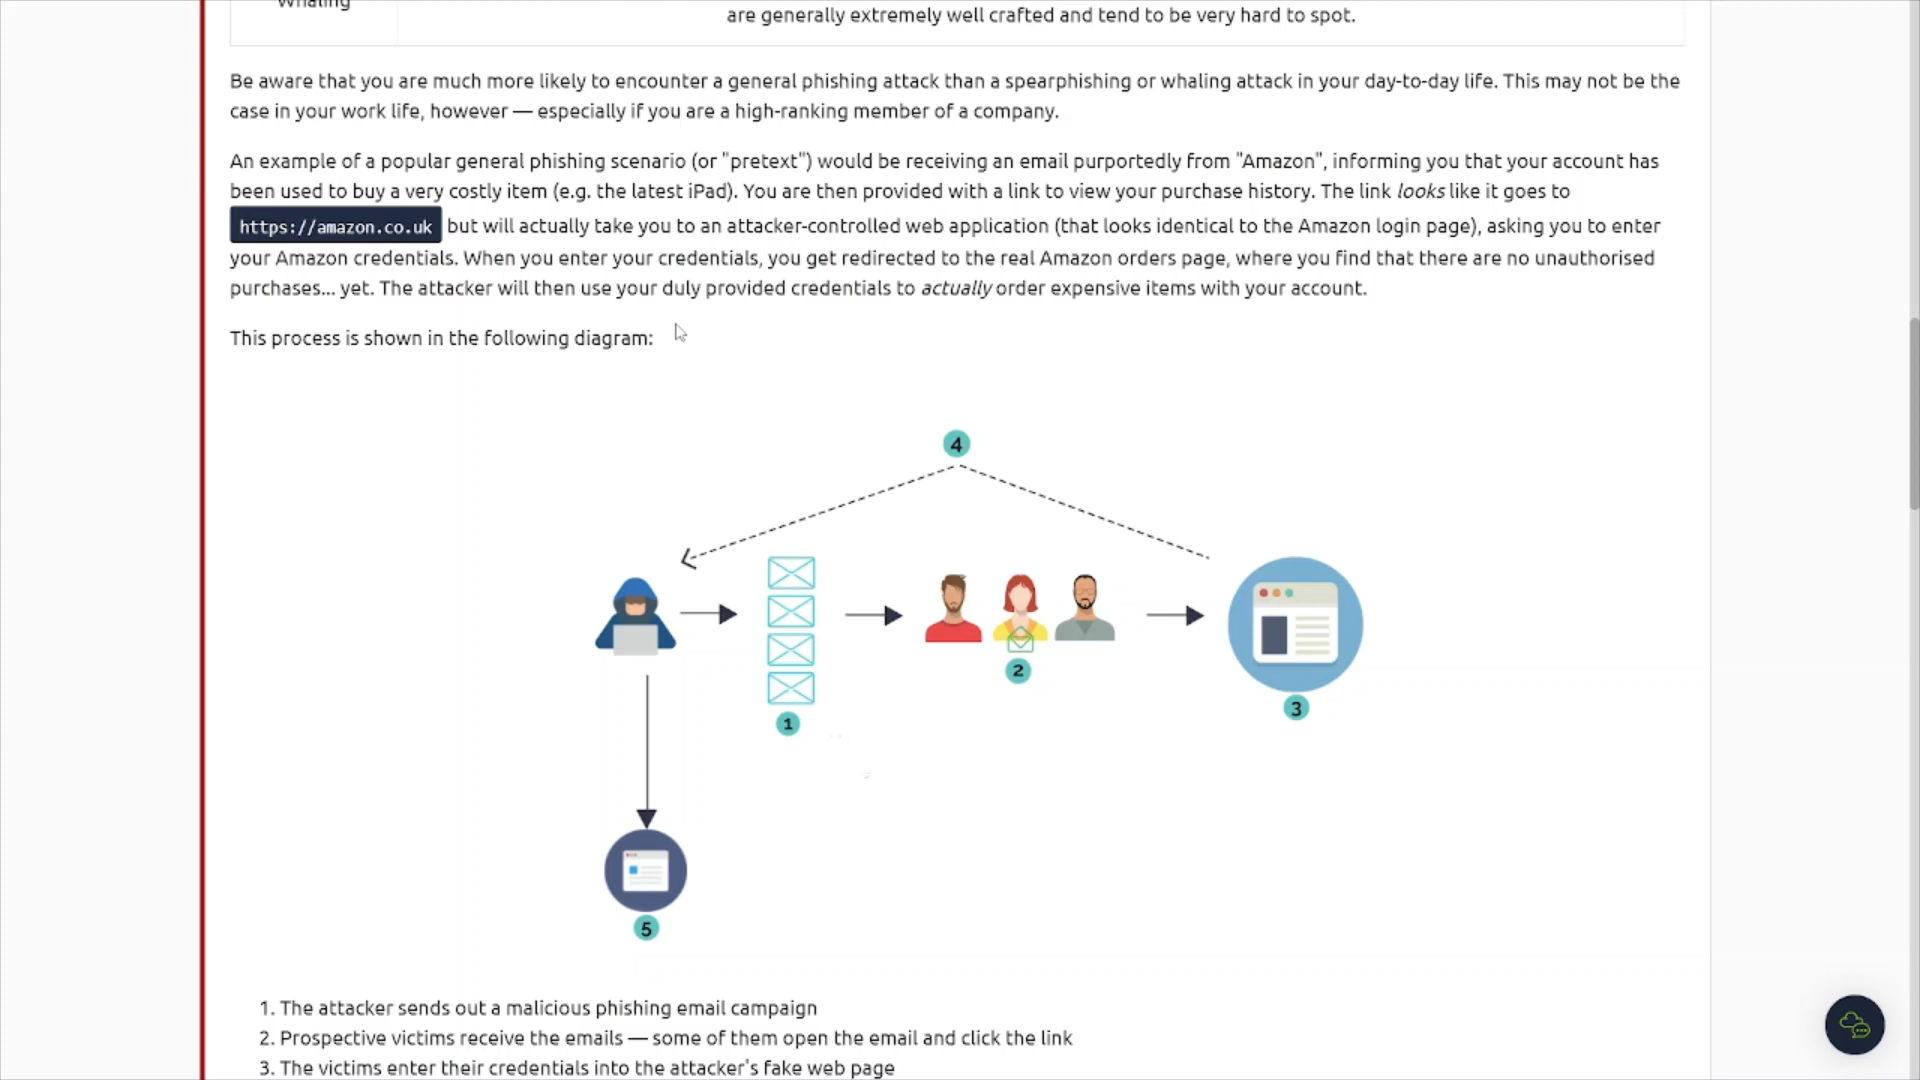 Whaling
are generally extremely well crafted and tend to be very hard to spot.
Be aware that you are much more likely to encounter a general phishing attack than a spearphishing or whaling attack in your day-to-day life. This may not be the
case in your work life, however — especially if you are a high-ranking member of a company.
An example of a popular general phishing scenario (or "pretext") would be receiving an email purportedly from "Amazon", informing you that your account has
been used to buy a very costly item (e.g. the latest iPad). You are then provided with a link to view your purchase history. The link looks like it goes to
https://amazon.co.uk but will actually take you to an attacker-controlled web application (that looks identical to the Amazon login page), asking you to enter
your Amazon credentials. When you enter your credentials, you get redirected to the real Amazon orders page, where you find that there are no unauthorised
purchases... yet. The attacker will then use your duly provided credentials to actually order expensive items with your account.
This process is shown in the following diagram:
4
2
3
1
5
1. The attacker sends out a malicious phishing email campaign
2. Prospective victims receive the emails — some of them open the email and click the link
3. The victims enter their credentials into the attacker's fake web page